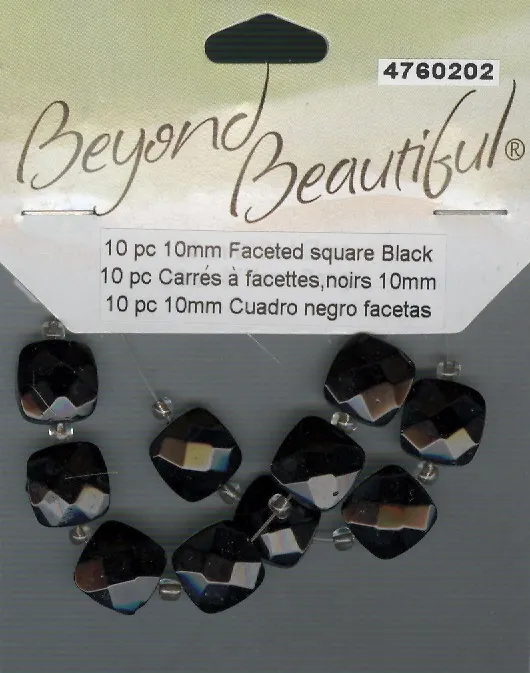 4760202
Beyond
Beautiful®
10 pc 10mm Faceted square Black
10 pc Carrés à facettes,noirs 10mm
10 pc 10mm Cuadro negro facetas